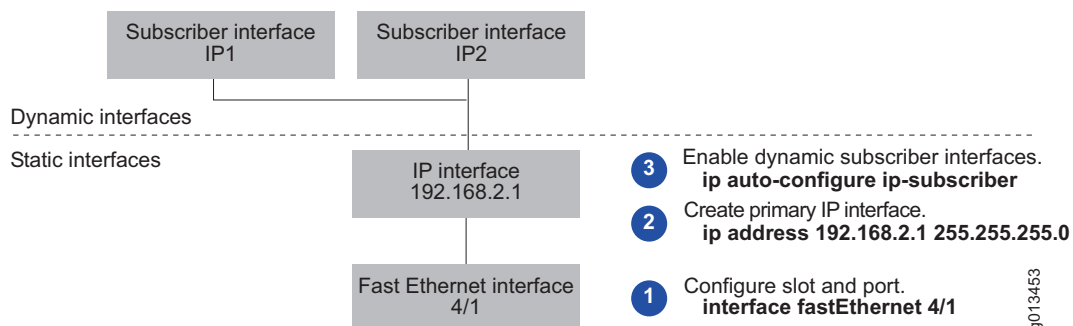 Subscriber interface
IP1
Subscriber interface
IP2
Dynamic interfaces
Static interfaces
IP interface
192.168.2.1
3
Enable dynamic subscriber interfaces.
ip auto-configure ip-subscriber
2
Create primary IP interface.
ip address 192.168.2.1 255.255.255.0
Fast Ethernet interface
4/1
1
Configure slot and port.
interface fastEthernet 4/1
g013453